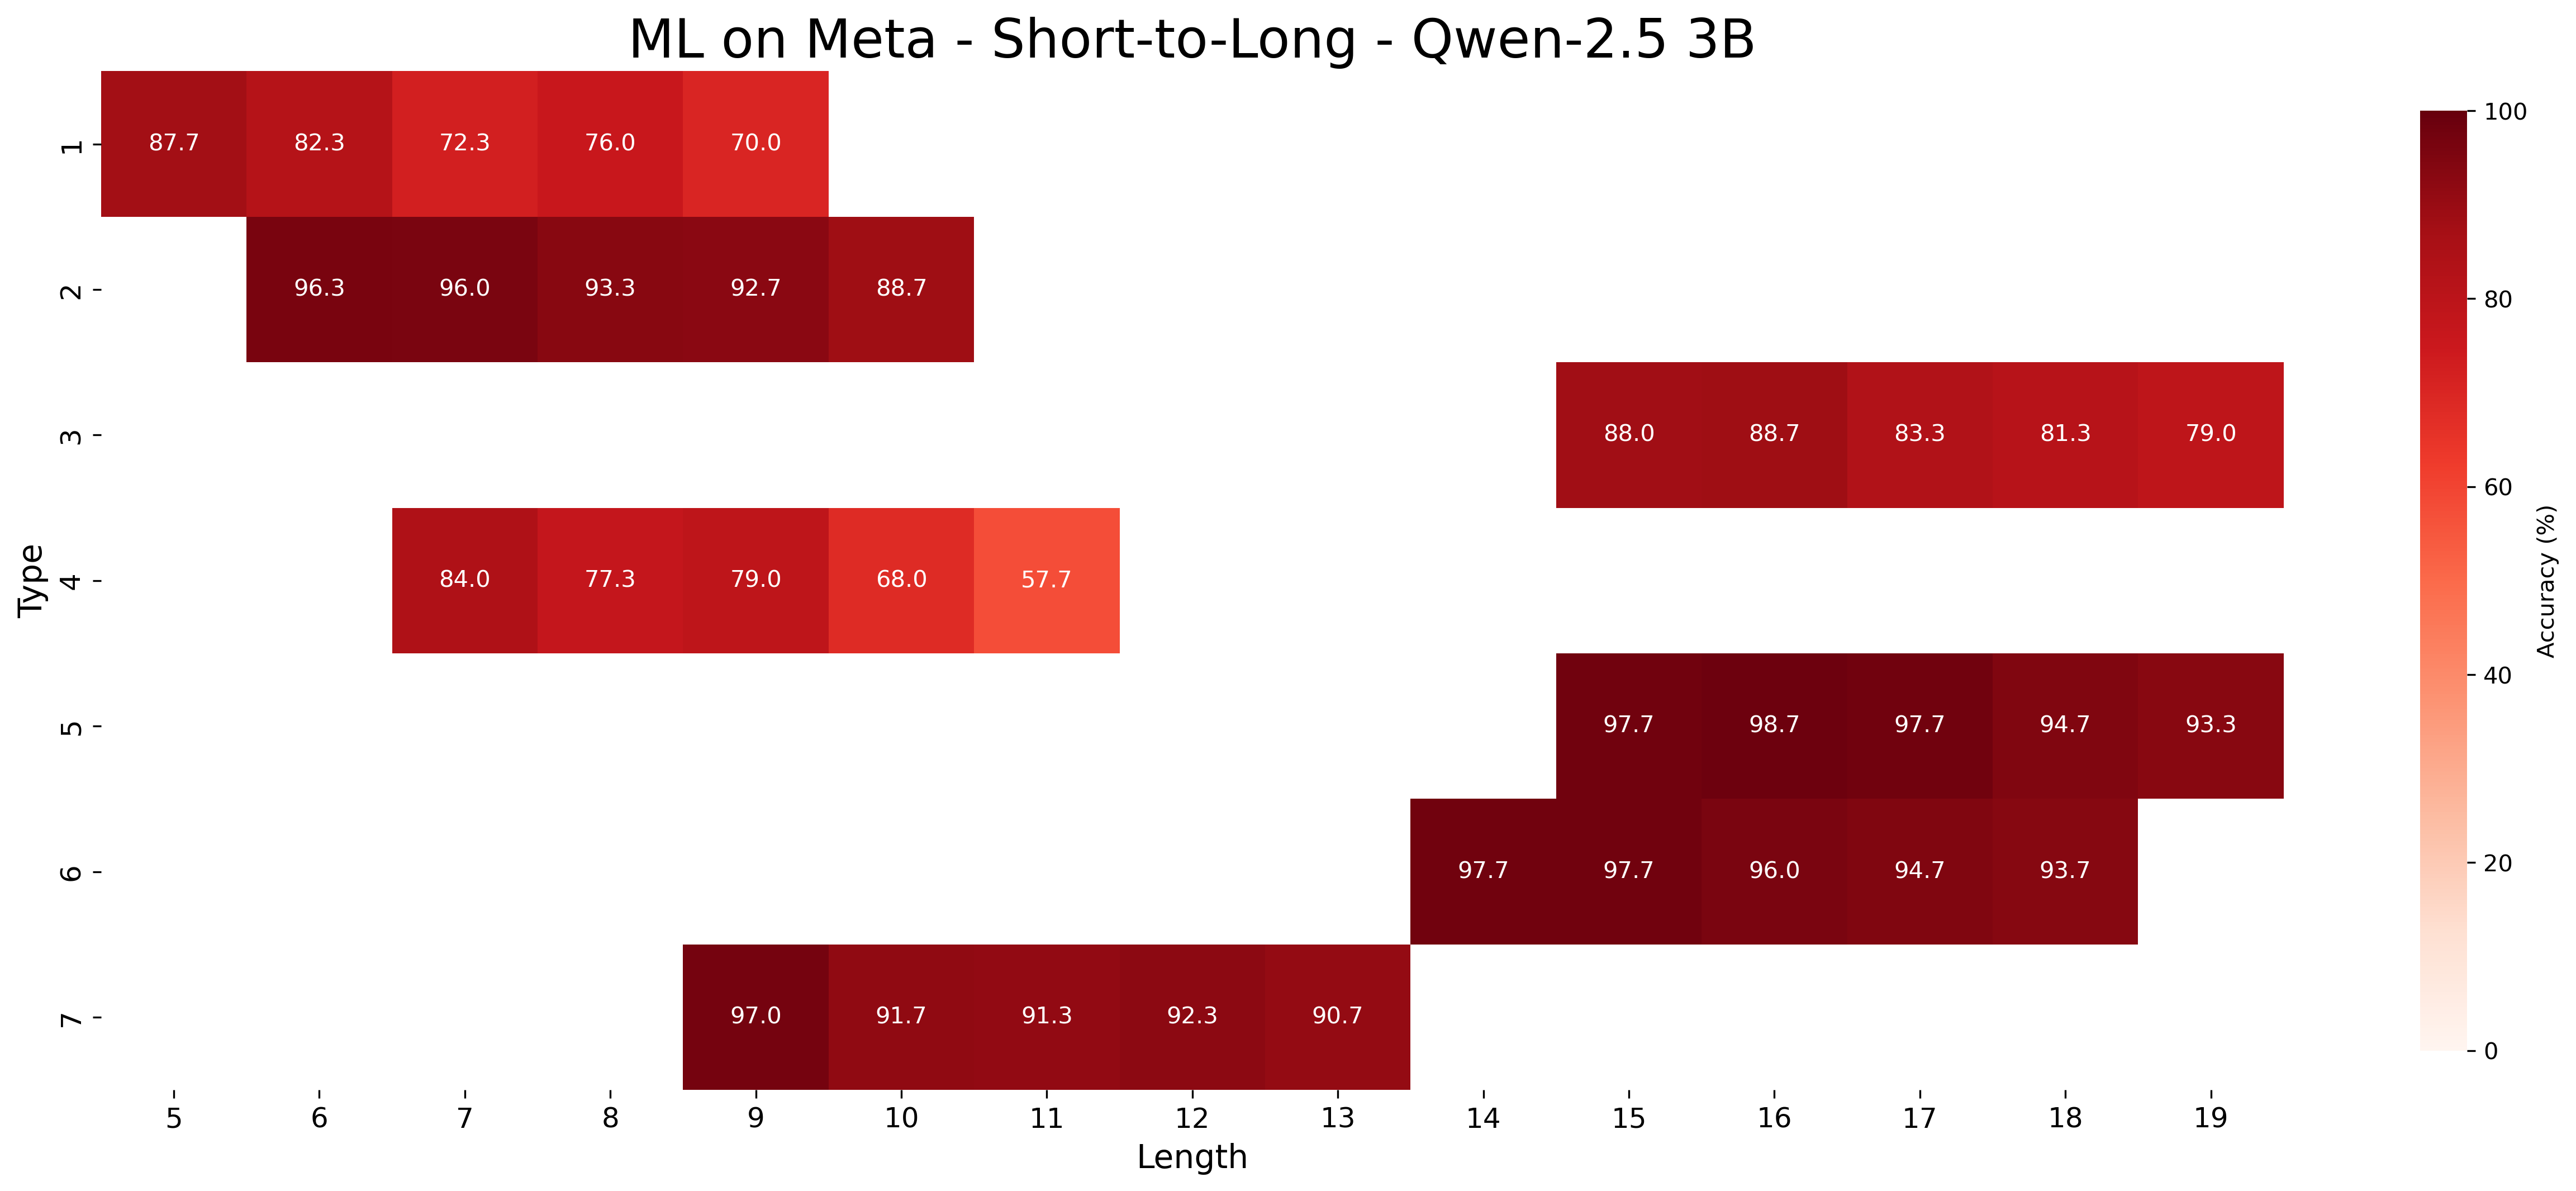 ML on Meta - Short-to-Long - Qwen-2.5 3B
1 87.7 82.3 72.3 76.0 70.0
2 96.3 96.0 93.3 92.7 88.7
3 88.0 88.7 83.3 81.3 79.0
4 84.0 77.3 79.0 68.0 57.7
5 97.7 98.7 97.7 94.7 93.3
6 97.7 97.7 96.0 94.7 93.7
7 97.0 91.7 91.3 92.3 90.7
Type
5 6 7 8 9 10 11 12 13 14 15 16 17 18 19
Length
100
80
60
40
20
0
Accuracy (%)